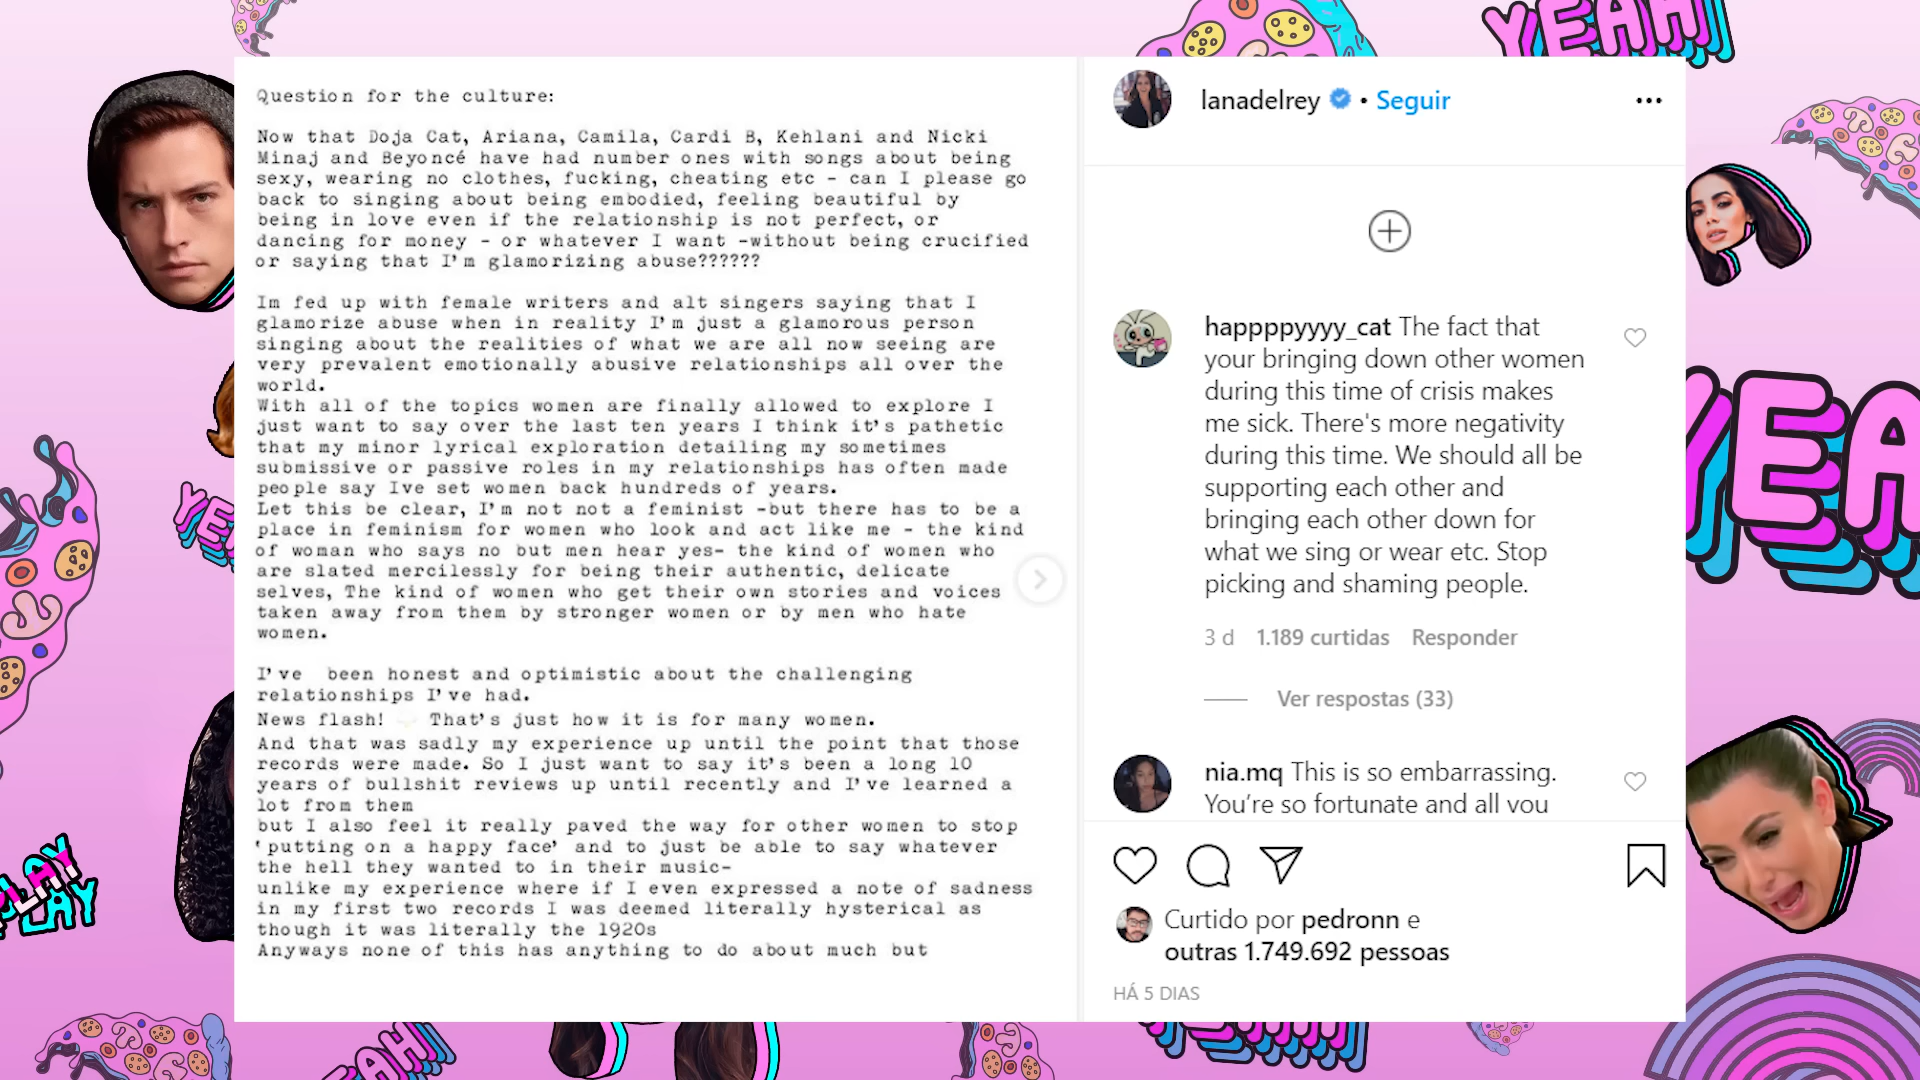 Question for the culture:
Now that Doja Cat, Ariana, Camila, Cardi B, Kehlani and Nicki
Minaj and Beyoncé have had number ones with songs about being
sexy, wearing no clothes, fucking, cheating etc - can I please go
back to singing about being embodied, feeling beautiful by
being in love even if the relationship is not perfect, or
dancing for money - or whatever I want -without being crucified
or saying that I'm glamorizing abuse??????
Im fed up with female writers and alt singers saying that I
glamorize abuse when in reality I'm just a glamorous person
singing about the realities of what we are all now seeing are
very prevalent emotionally abusive relationships all over the
world.
With all of the topics women are finally allowed to explore I
just want to say over the last ten years I think it's pathetic
that my minor lyrical exploration detailing my sometimes
submissive or passive roles in my relationships has often made
people say Ive set women back hundreds of years.
Let this be clear, I'm not not a feminist -but there has to be a
place in feminism for women who look and act like me - the kind
of woman who says no but men hear yes- the kind of women who
are slated mercilessly for being their authentic, delicate
selves, The kind of women who get their own stories and voices
taken away from them by stronger women or by men who hate
women.
I've been honest and optimistic about the challenging
relationships I've had.
News flash! That's just how it is for many women.
And that was sadly my experience up until the point that those
records were made. So I just want to say it's been a long 10
years of bullshit reviews up until recently and I've learned a
lot from them
but I also feel it really paved the way for other women to stop
'putting on a happy face' and to just be able to say whatever
the hell they wanted to in their music-
unlike my experience where if I even expressed a note of sadness
in my first two records I was deemed literally hysterical as
though it was literally the 1920s
Anyways none of this has anything to do about much but
lanadelrey • Seguir
happppyyyy_cat The fact that
your bringing down other women
during this time of crisis makes
me sick. There's more negativity
during this time. We should all be
supporting each other and
bringing each other down for
what we sing or wear etc. Stop
picking and shaming people.
3 d 1.189 curtidas Responder
Ver respostas (33)
nia.mq This is so embarrassing.
You're so fortunate and all you
Curtido por pedronn e
outras 1.749.692 pessoas
HÁ 5 DIAS
YEAH!
YEA
YE
PLAY
LAY
YEAH!